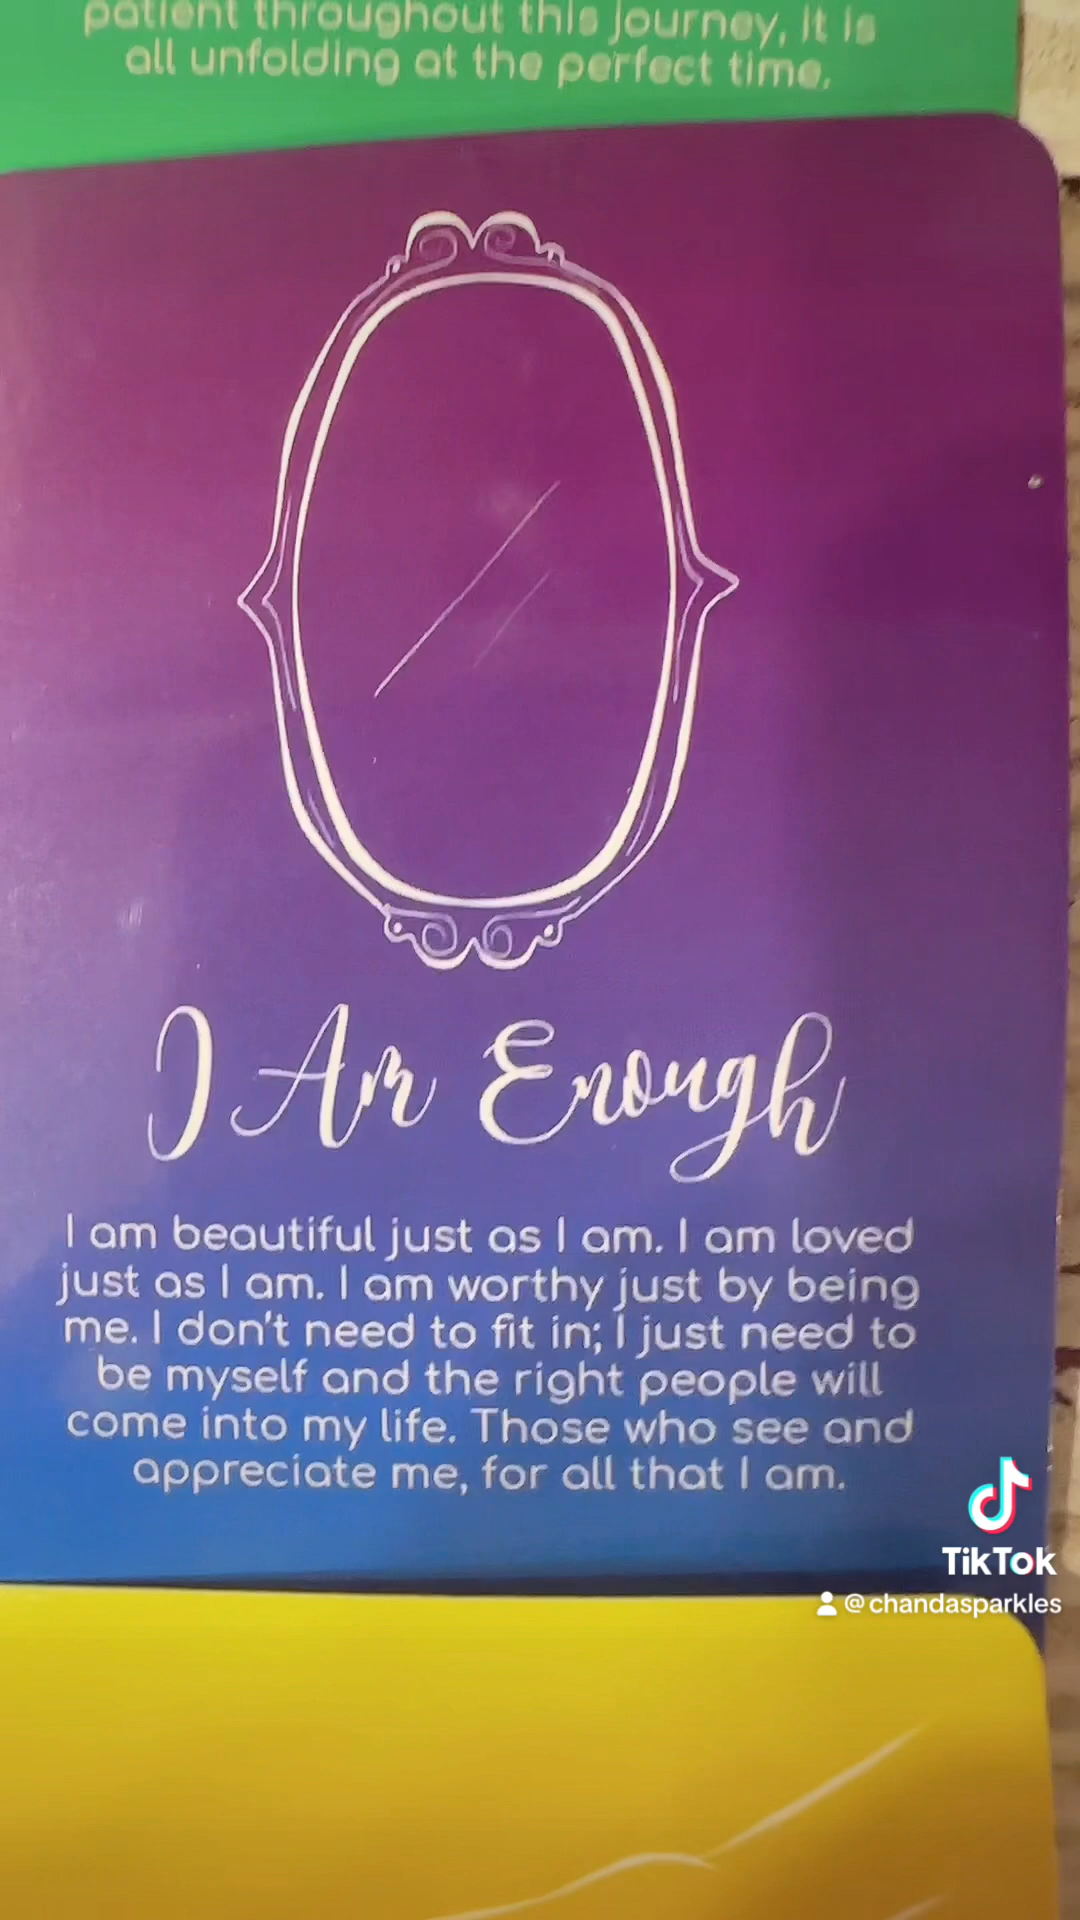 patient throughout this journey, it is
all unfolding at the perfect time.
I Am Enough
I am beautiful just as I am. I am loved
just as I am. I am worthy just by being
me. I don't need to fit in; I just need to
be myself and the right people will
come into my life. Those who see and
appreciate me, for all that I am.
TikTok
@chandasparkles